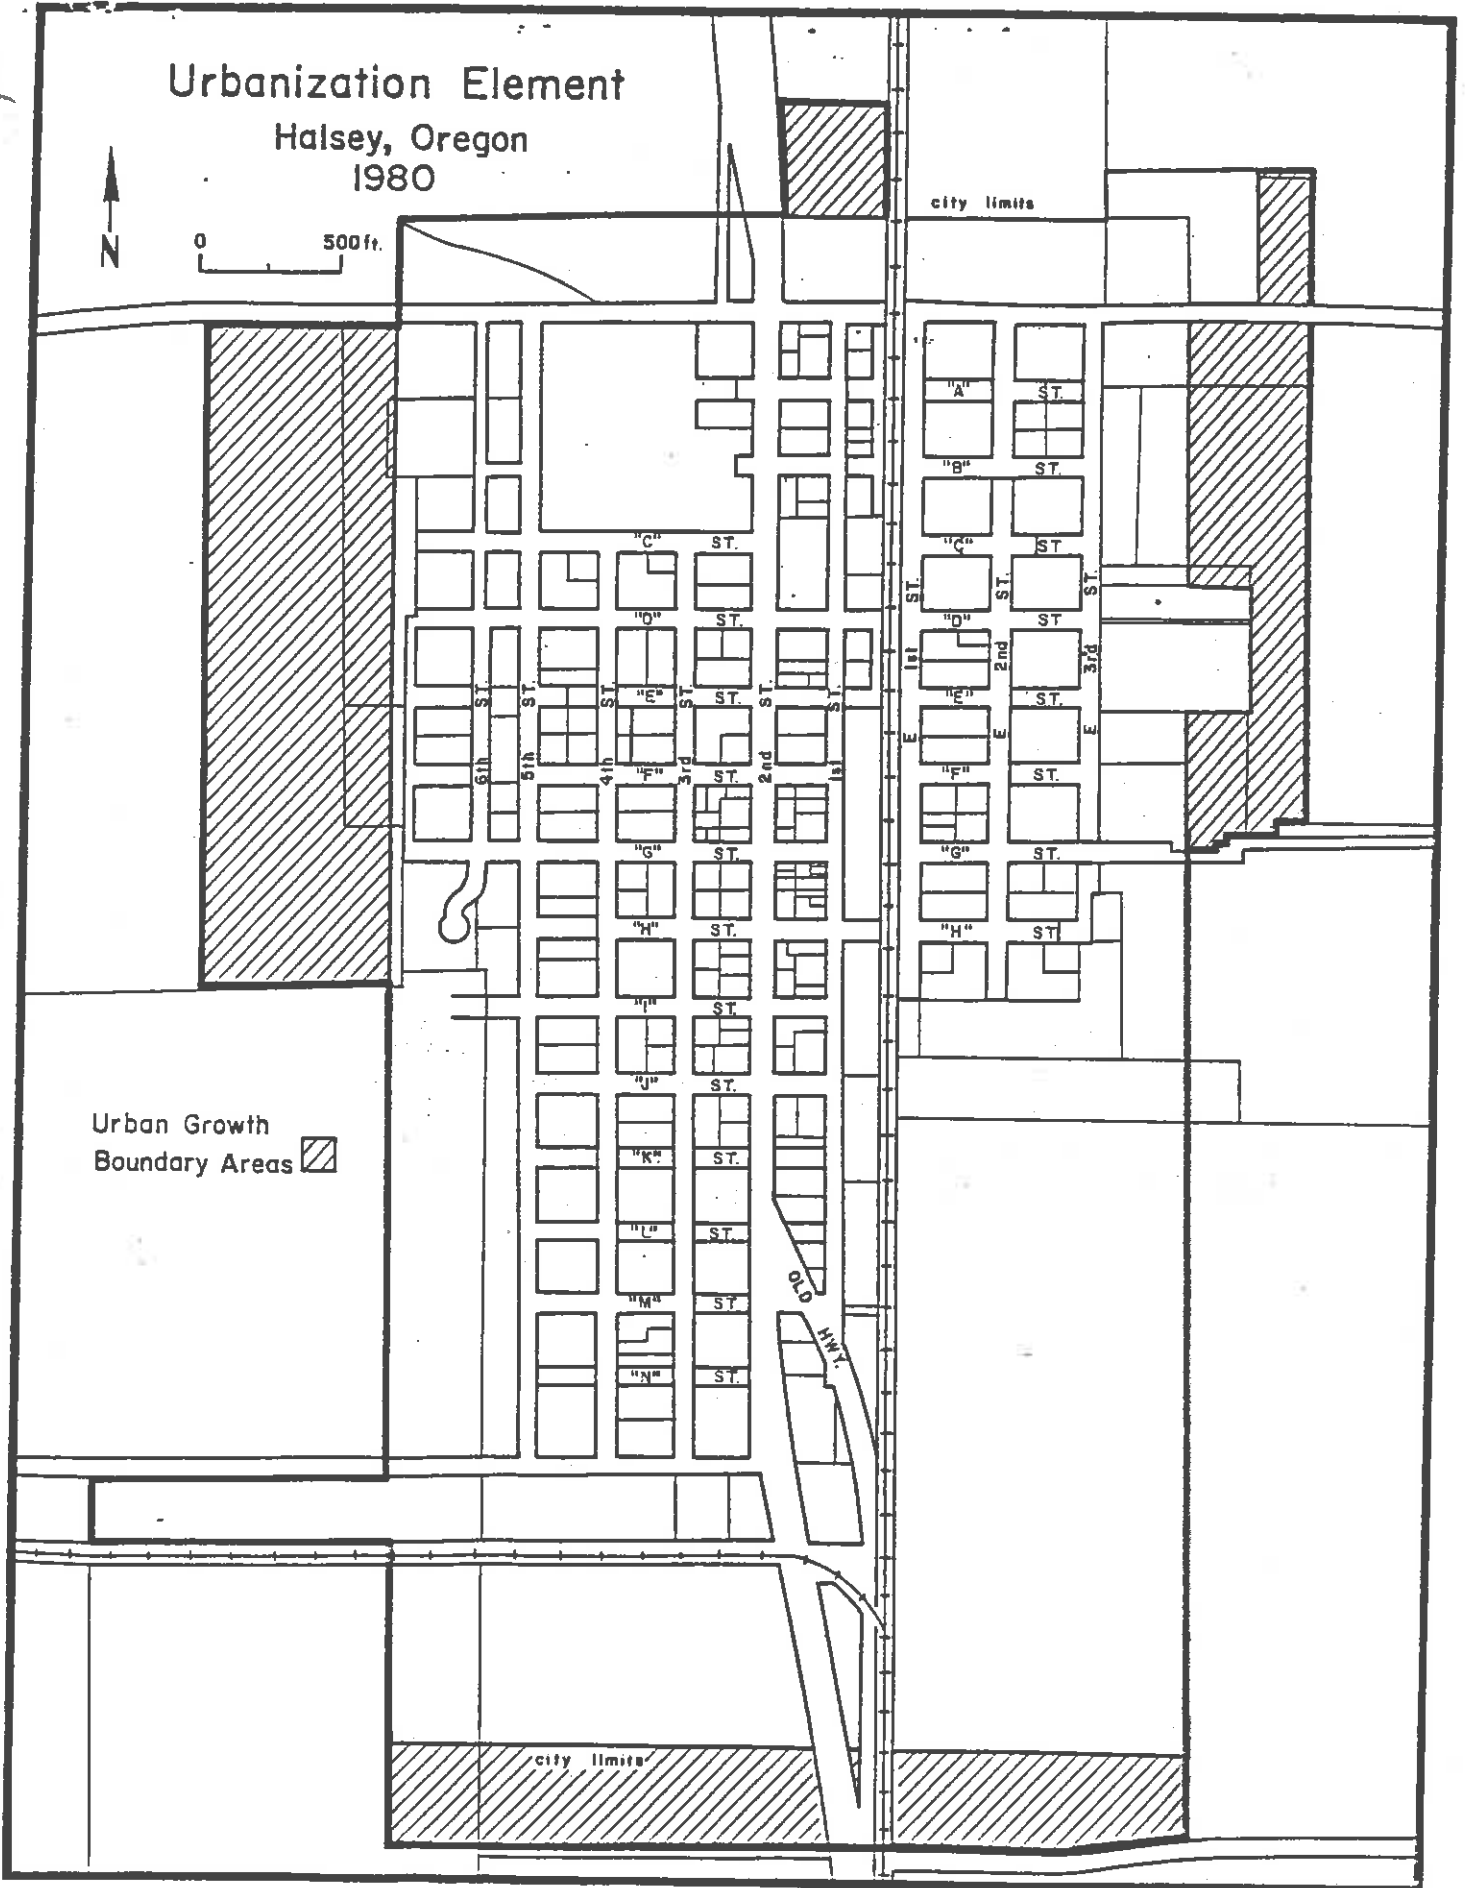 Urbanization Element
Halsey, Oregon
1980
N
0 500 ft.
city limits
"A" ST.
"B" ST.
"C" ST.
"C" ST
"D" ST.
"D" ST
"E" ST.
"E" ST.
6th ST.
5th ST.
4th ST.
3rd ST.
2nd ST.
1st ST.
E 1st ST.
E 2nd ST.
E 3rd ST.
"F" ST.
"F" ST.
"G" ST.
"G" ST.
"H" ST.
"H" ST
"I" ST.
"J" ST.
Urban Growth
Boundary Areas
"K" ST.
"L" ST.
OLD HWY.
"M" ST
"N" ST.
city limits